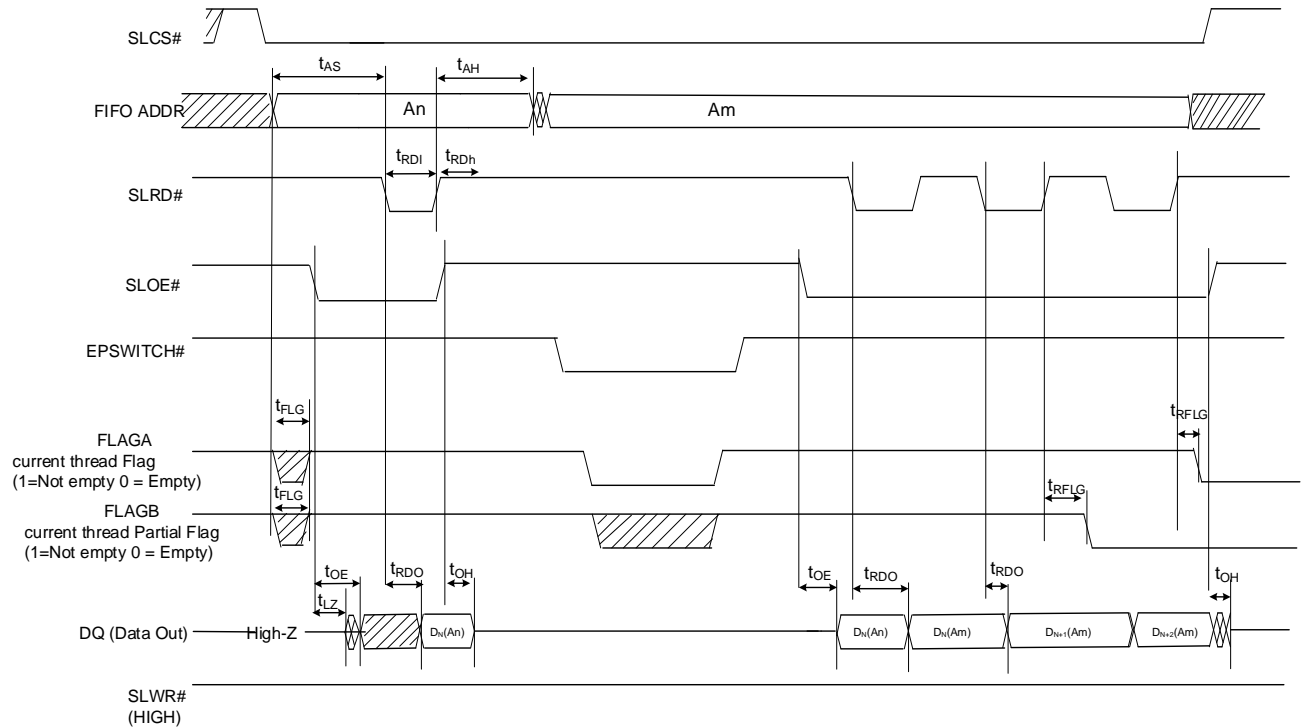 SLCS#
tAS
tAH
FIFO ADDR
An
Am
tRDl
tRDh
SLRD#
SLOE#
EPSWITCH#
tFLG
tRFLG
FLAGA
current thread Flag
(1=Not empty 0 = Empty)
tFLG
tRFLG
FLAGB
current thread Partial Flag
(1=Not empty 0 = Empty)
tOE
tRDO
tOH
tOE
tRDO
tRDO
tOH
tLZ
DQ (Data Out)
High-Z
DN(An)
DN(An)
DN(Am)
DN+1(Am)
DN+2(Am)
SLWR#
(HIGH)